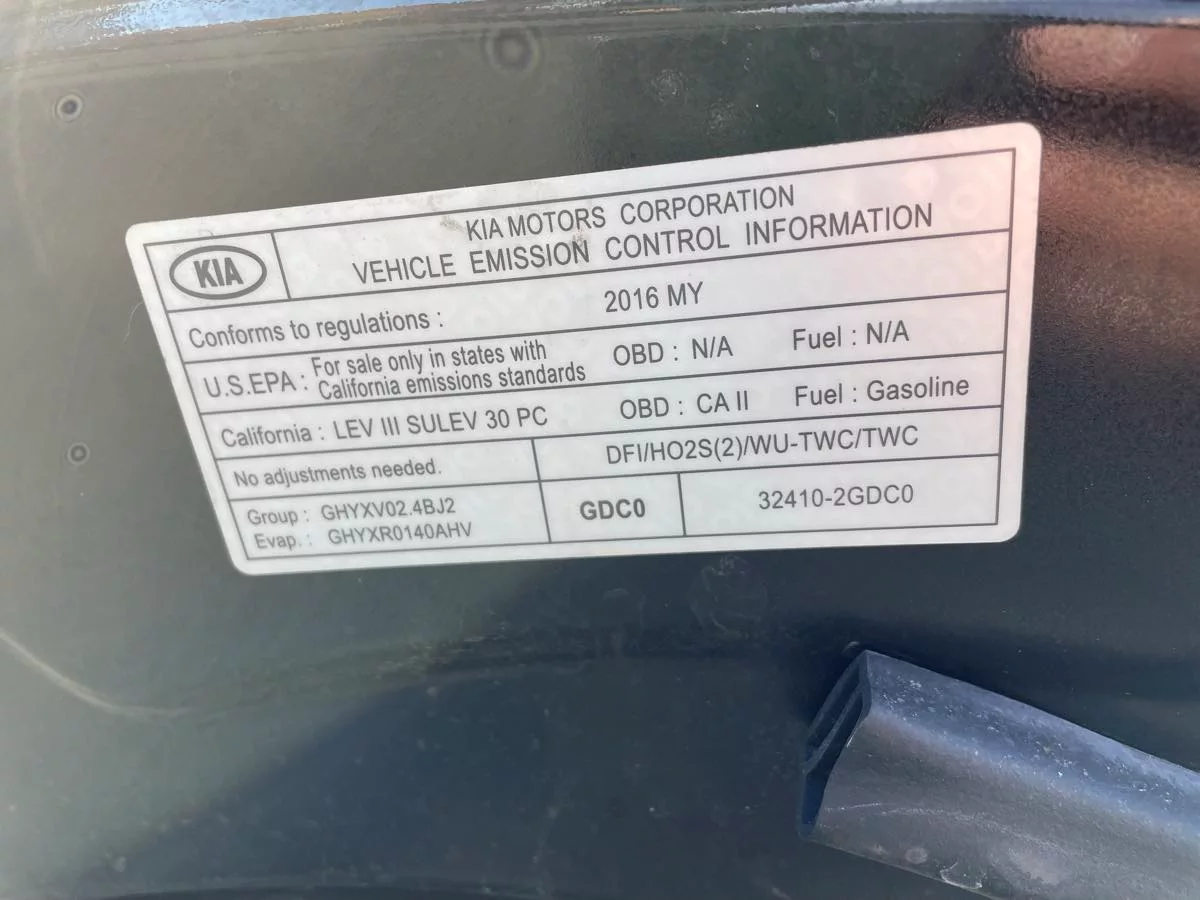 KIA
KIA MOTORS CORPORATION
VEHICLE EMISSION CONTROL INFORMATION
Conforms to regulations : 2016 MY
U.S.EPA : For sale only in states with California emissions standards OBD : N/A Fuel : N/A
California : LEV III SULEV 30 PC OBD : CA II Fuel : Gasoline
No adjustments needed. DFI/HO2S(2)/WU-TWC/TWC
Group : GHYXV02.4BJ2
Evap. : GHYXR0140AHV
GDC0 32410-2GDC0